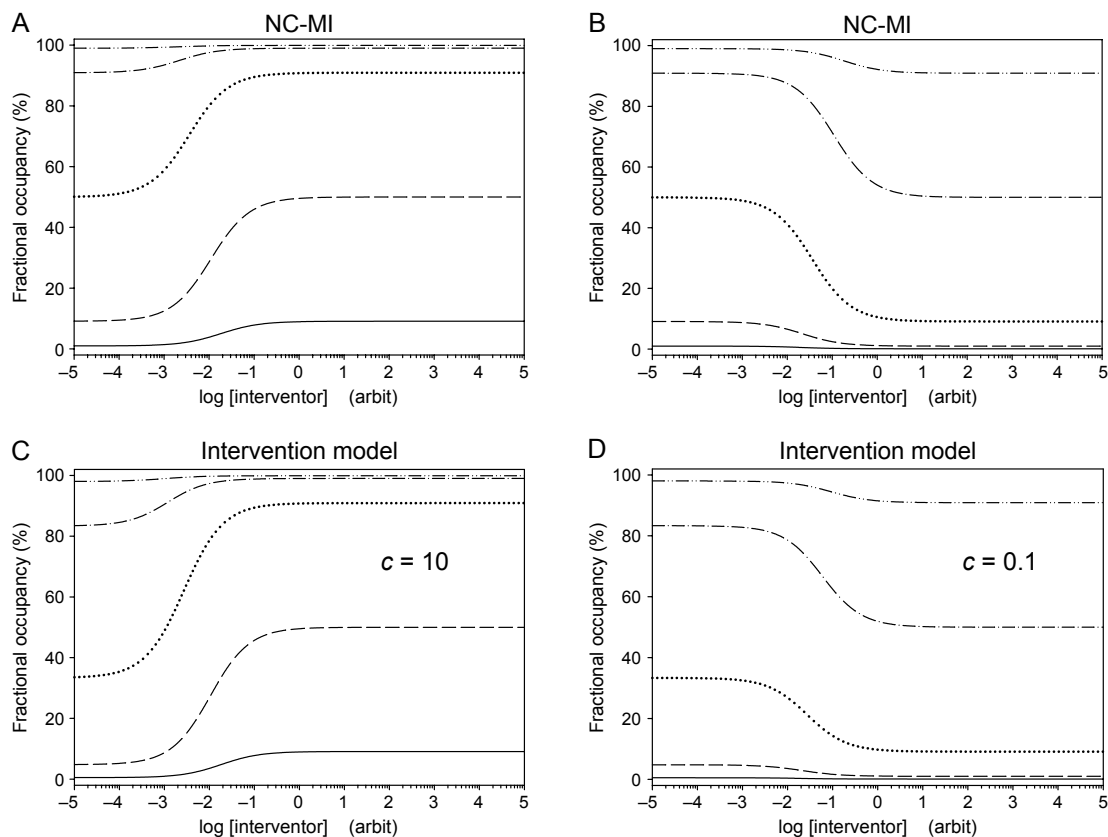 A
NC-MI
100
80
60
40
20
0
Fractional occupancy (%)
–5 –4 –3 –2 –1 0 1 2 3 4 5
log [interventor] (arbit)
B
NC-MI
100
80
60
40
20
0
Fractional occupancy (%)
–5 –4 –3 –2 –1 0 1 2 3 4 5
log [interventor] (arbit)
C
Intervention model
100
80
60
40
20
0
Fractional occupancy (%)
c = 10
–5 –4 –3 –2 –1 0 1 2 3 4 5
log [interventor] (arbit)
D
Intervention model
100
80
60
40
20
0
Fractional occupancy (%)
c = 0.1
–5 –4 –3 –2 –1 0 1 2 3 4 5
log [interventor] (arbit)